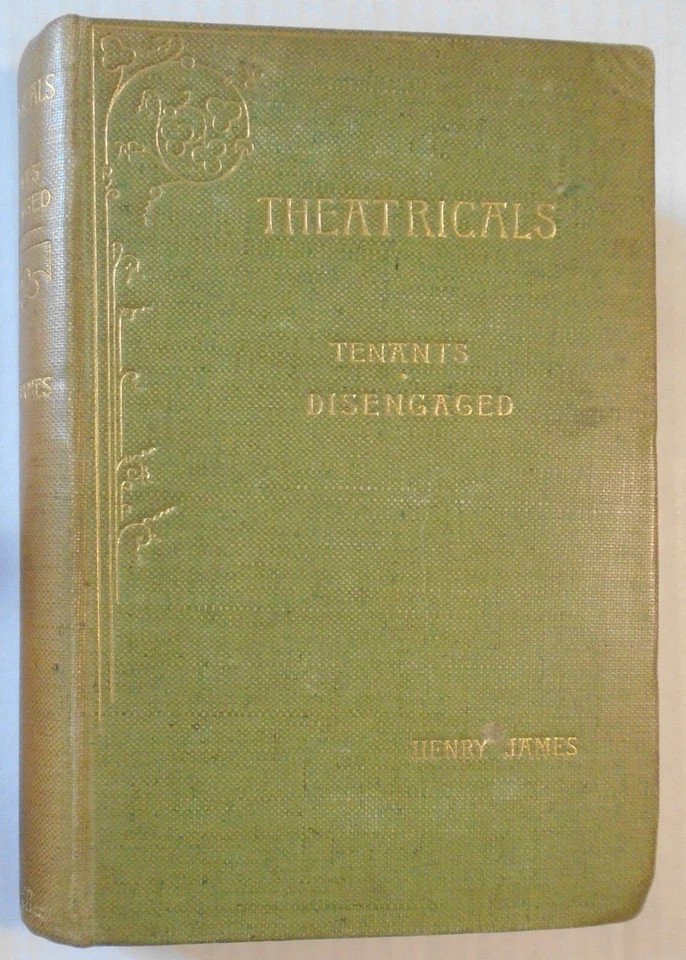 THEATRICALS
TENANTS
DISENGAGED
HENRY JAMES